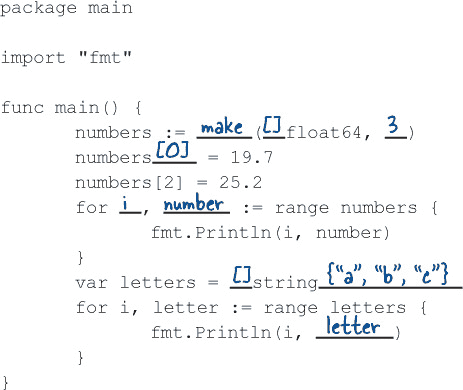 package main
import "fmt"
func main() {
numbers := make([]float64, 3)
numbers[0] = 19.7
numbers[2] = 25.2
for i, number := range numbers {
fmt.Println(i, number)
}
var letters = []string{“a”, “b”, “c”}
for i, letter := range letters {
fmt.Println(i, letter)
}
}